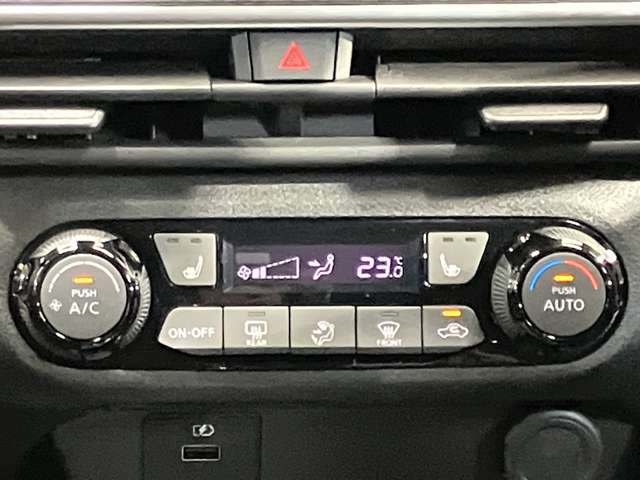 23.0
°C
PUSH
A/C
PUSH
AUTO
ON·OFF
REAR
FRONT